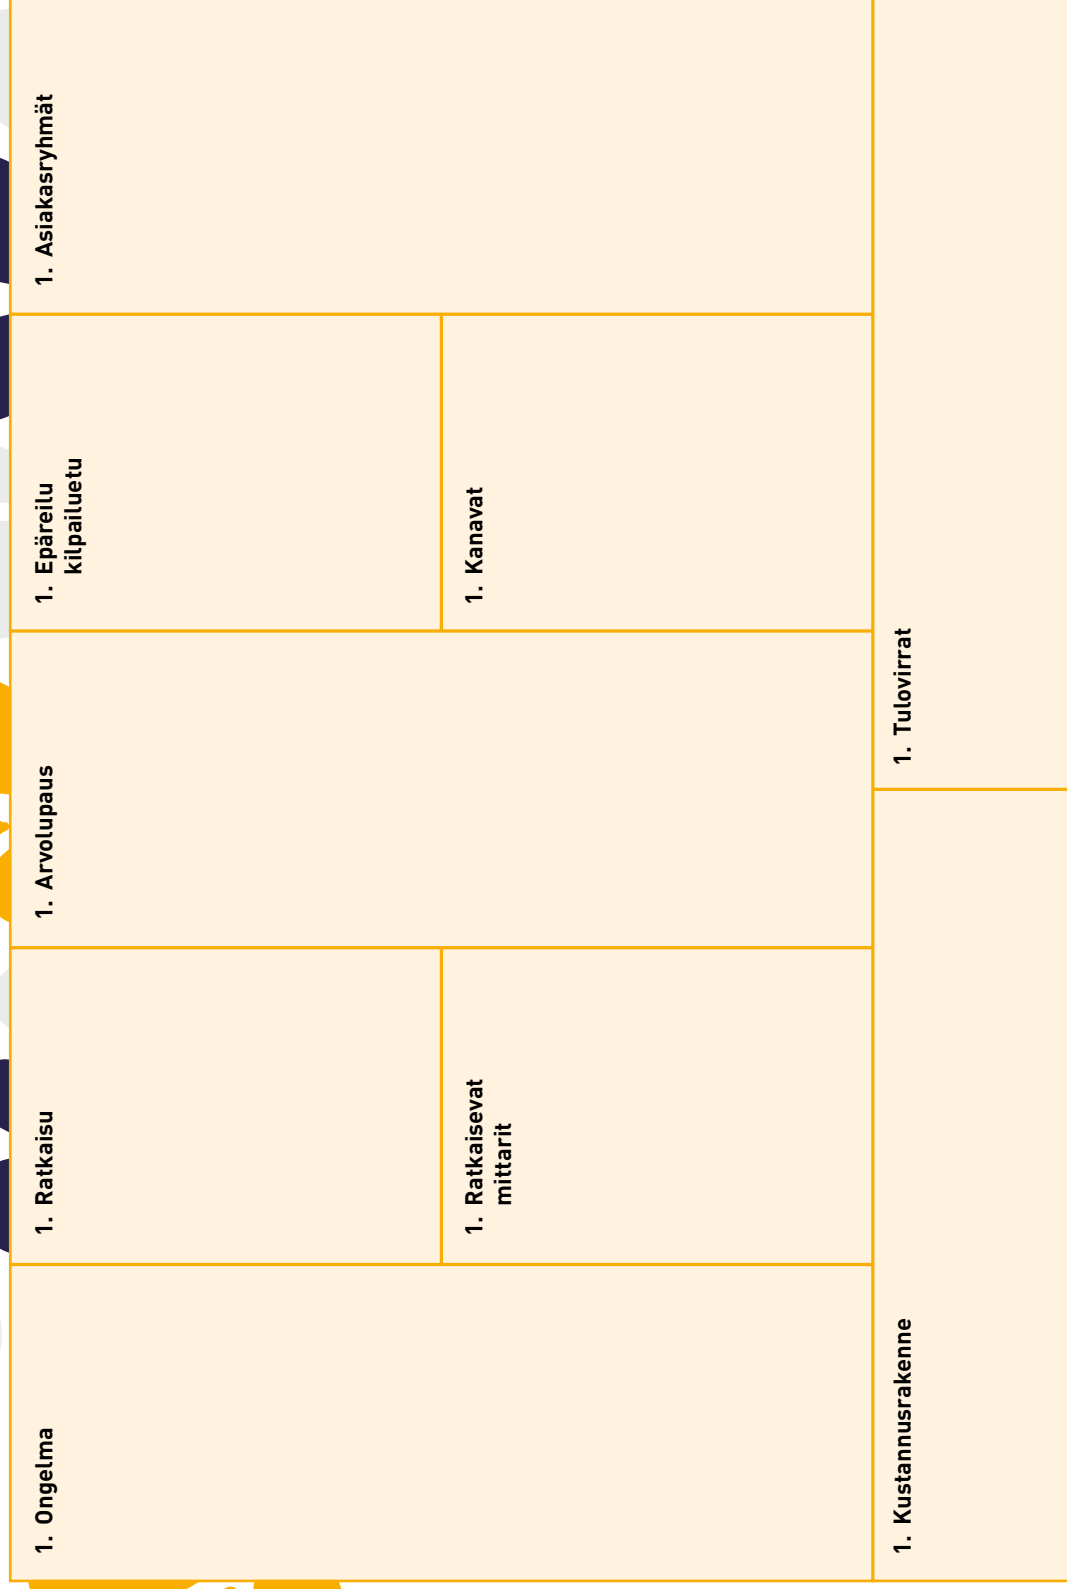 1. Ongelma
1. Ratkaisu
1. Ratkaisevat
mittarit
1. Arvolupaus
1. Epäreilu
kilpailuetu
1. Kanavat
1. Asiakasryhmät
1. Kustannusrakenne
1. Tulovirrat